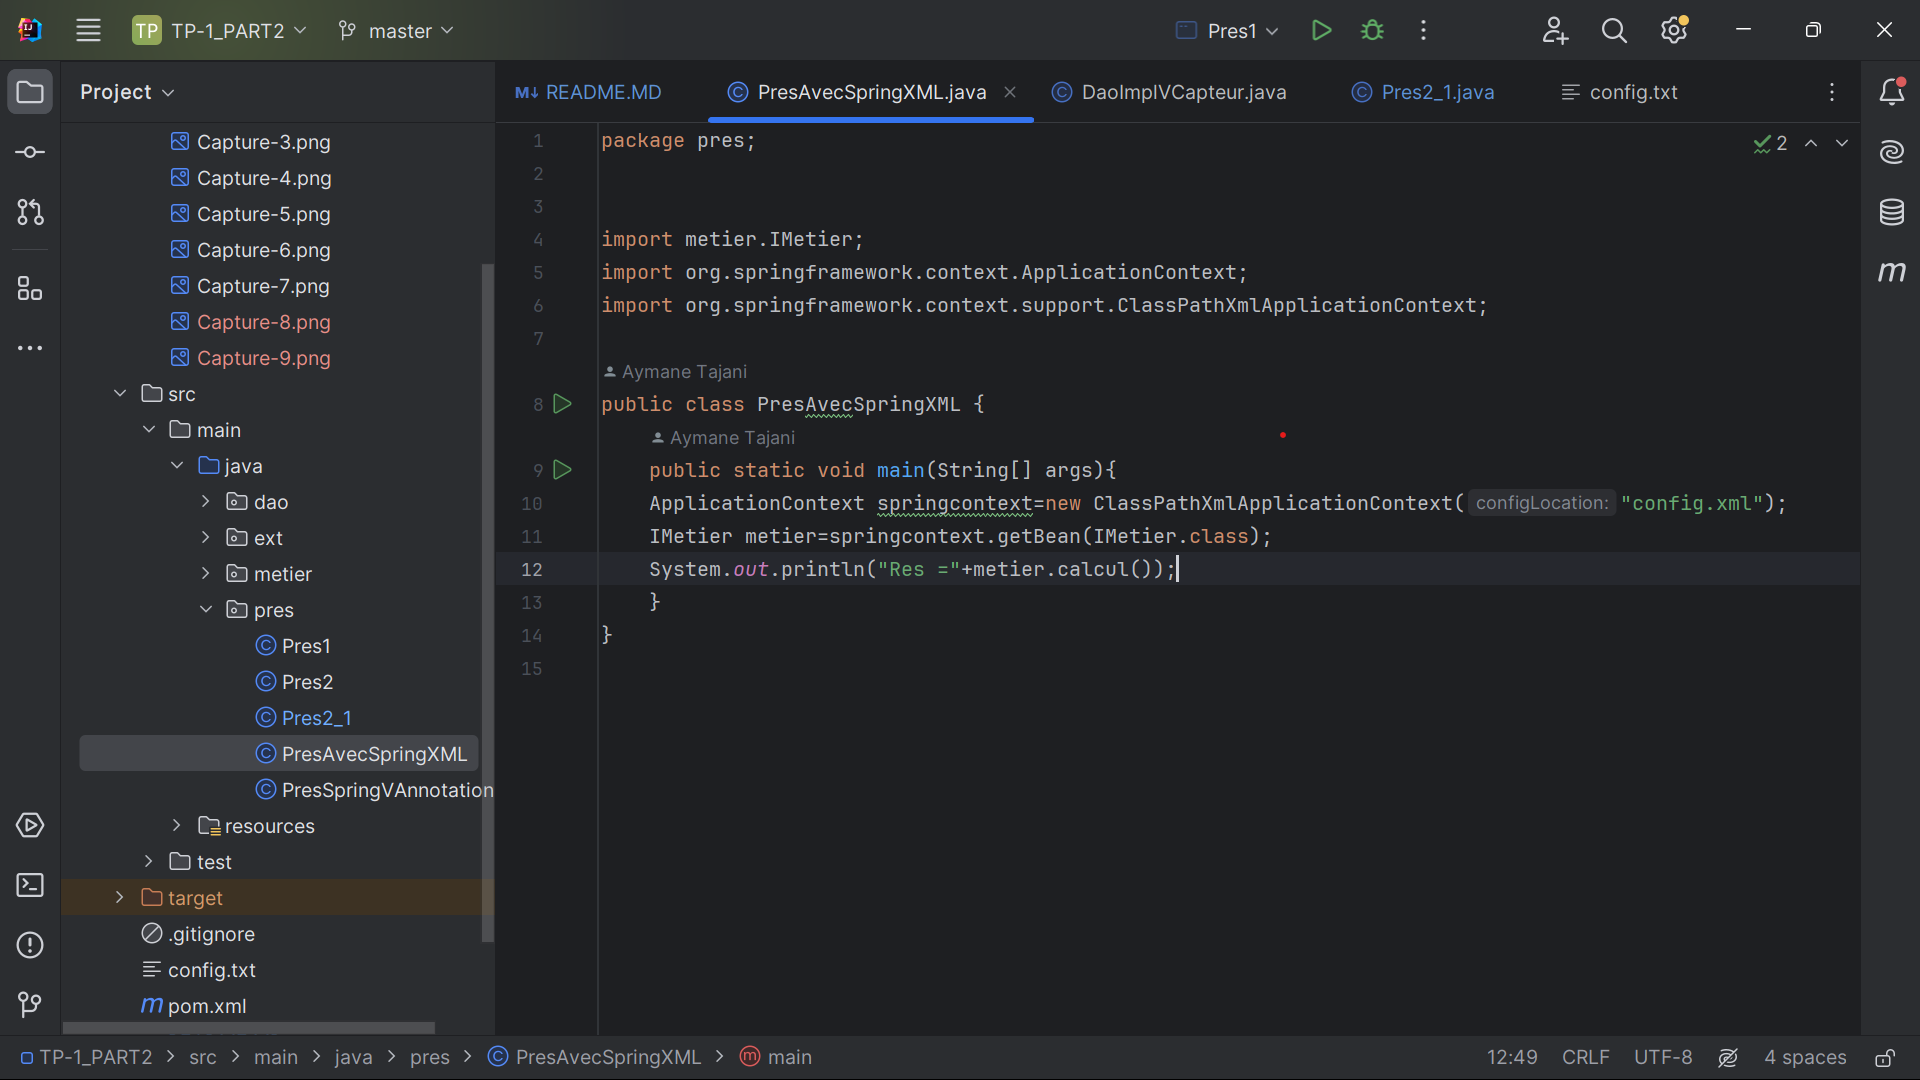 TP TP-1_PART2 master Pres1
Project
M↓ README.MD PresAvecSpringXML.java DaoImplVCapteur.java Pres2_1.java config.txt
Capture-3.png
Capture-4.png
Capture-5.png
Capture-6.png
Capture-7.png
Capture-8.png
Capture-9.png
src
main
java
dao
ext
metier
pres
Pres1
Pres2
Pres2_1
PresAvecSpringXML
PresSpringVAnnotation
resources
test
target
.gitignore
config.txt
pom.xml
2
1 package pres;
2
3
4 import metier.IMetier;
5 import org.springframework.context.ApplicationContext;
6 import org.springframework.context.support.ClassPathXmlApplicationContext;
7
Aymane Tajani
8 public class PresAvecSpringXML {
Aymane Tajani
9 public static void main(String[] args){
10 ApplicationContext springcontext=new ClassPathXmlApplicationContext( configLocation: "config.xml");
11 IMetier metier=springcontext.getBean(IMetier.class);
12 System.out.println("Res ="+metier.calcul());
13 }
14 }
15
TP-1_PART2 > src > main > java > pres > PresAvecSpringXML > main
12:49 CRLF UTF-8 4 spaces